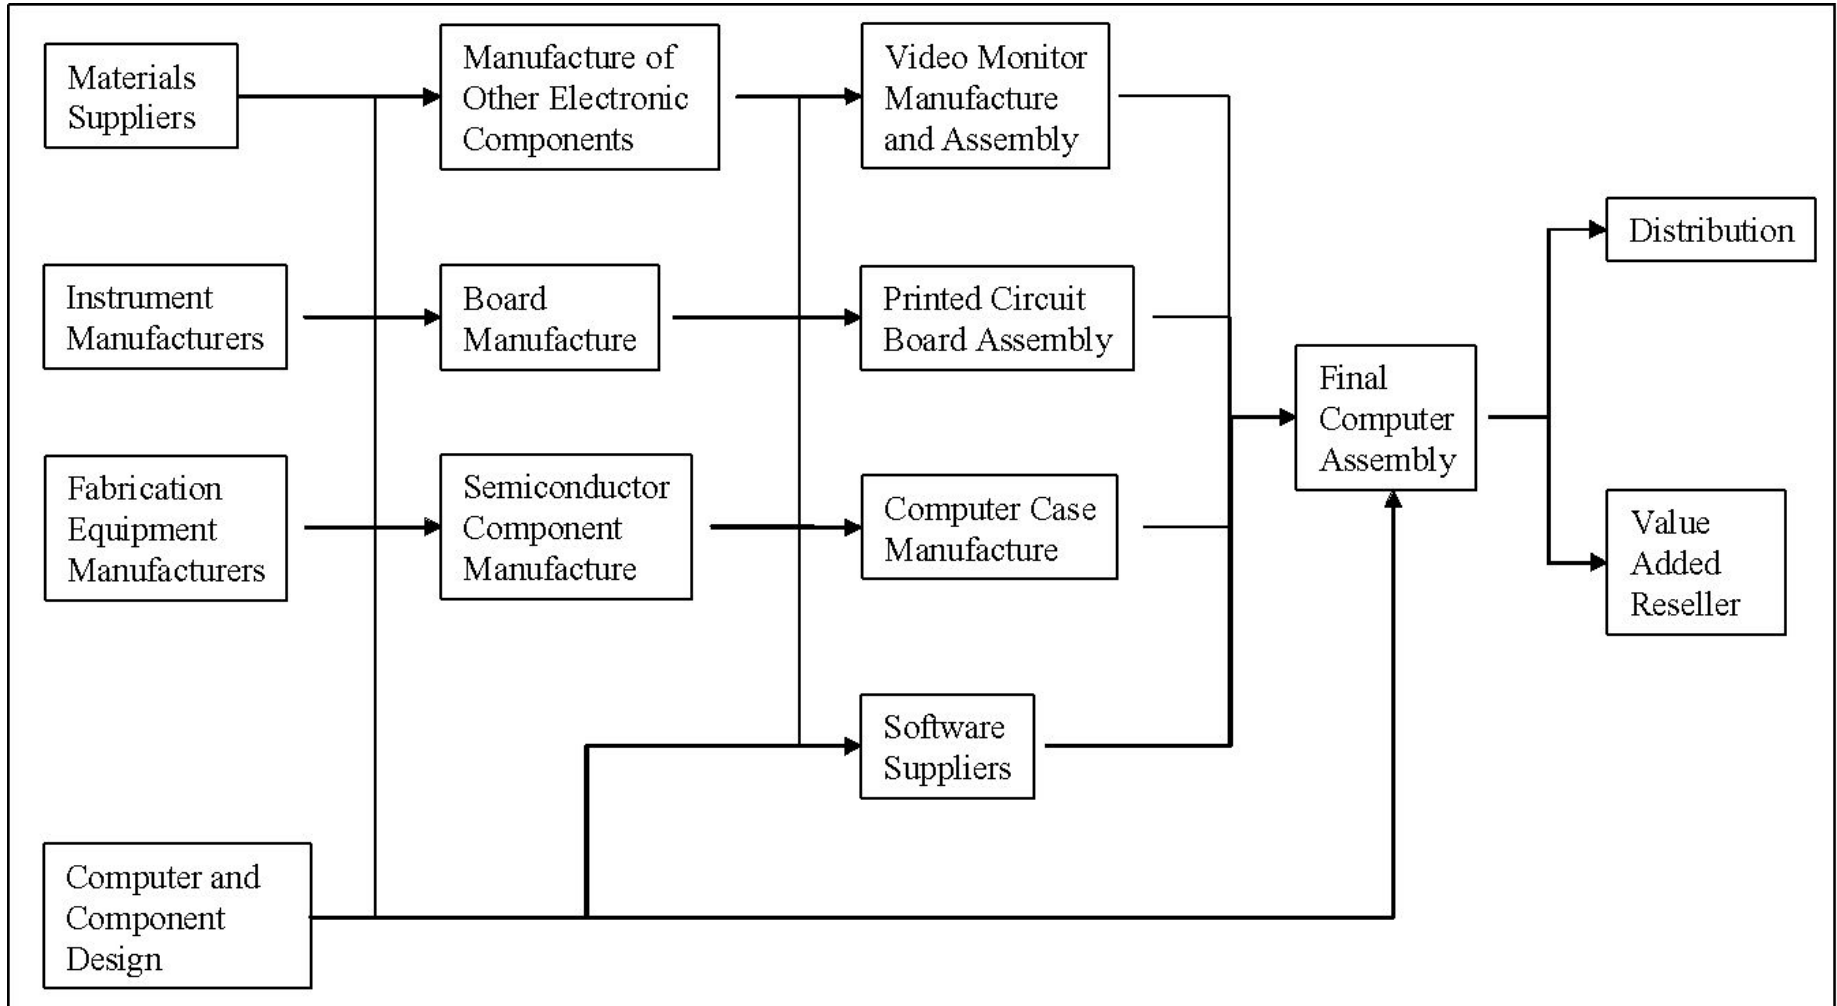 Materials
Suppliers
Manufacture of
Other Electronic
Components
Video Monitor
Manufacture
and Assembly
Distribution
Instrument
Manufacturers
Board
Manufacture
Printed Circuit
Board Assembly
Final
Computer
Assembly
Fabrication
Equipment
Manufacturers
Semiconductor
Component
Manufacture
Computer Case
Manufacture
Value
Added
Reseller
Software
Suppliers
Computer and
Component
Design